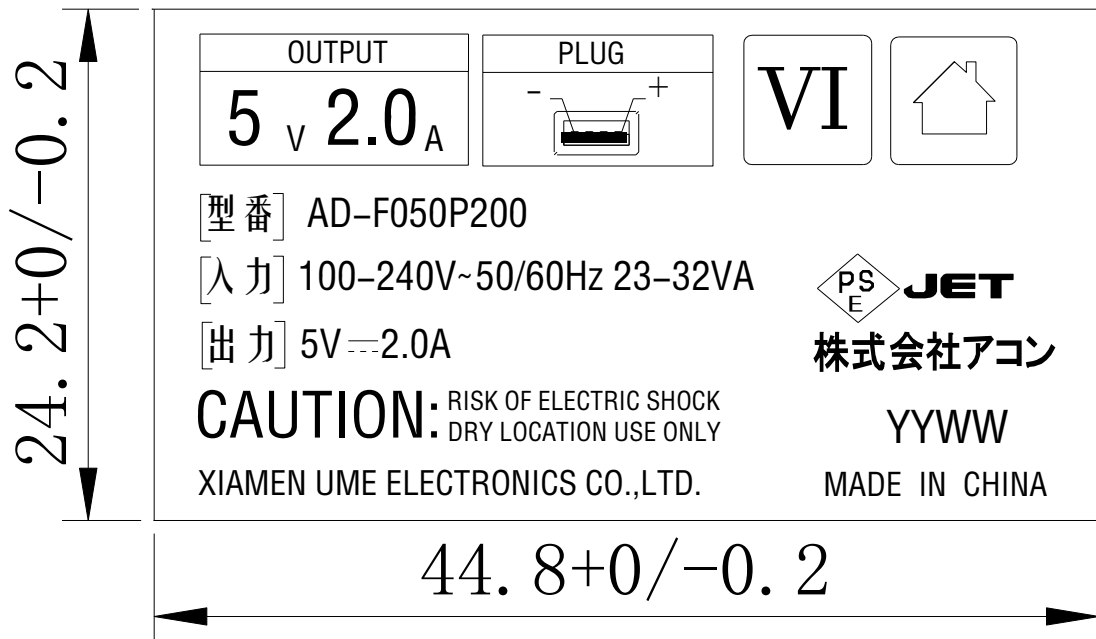 OUTPUT
5 V 2.0 A
PLUG
- +
VI
[型番] AD-F050P200
[入力] 100-240V~50/60Hz 23-32VA
[出力] 5V⎓2.0A
PS
E
JET
株式会社アコン
CAUTION: RISK OF ELECTRIC SHOCK
DRY LOCATION USE ONLY
YYWW
XIAMEN UME ELECTRONICS CO.,LTD.
MADE IN CHINA
24.2+0/-0.2
44.8+0/-0.2